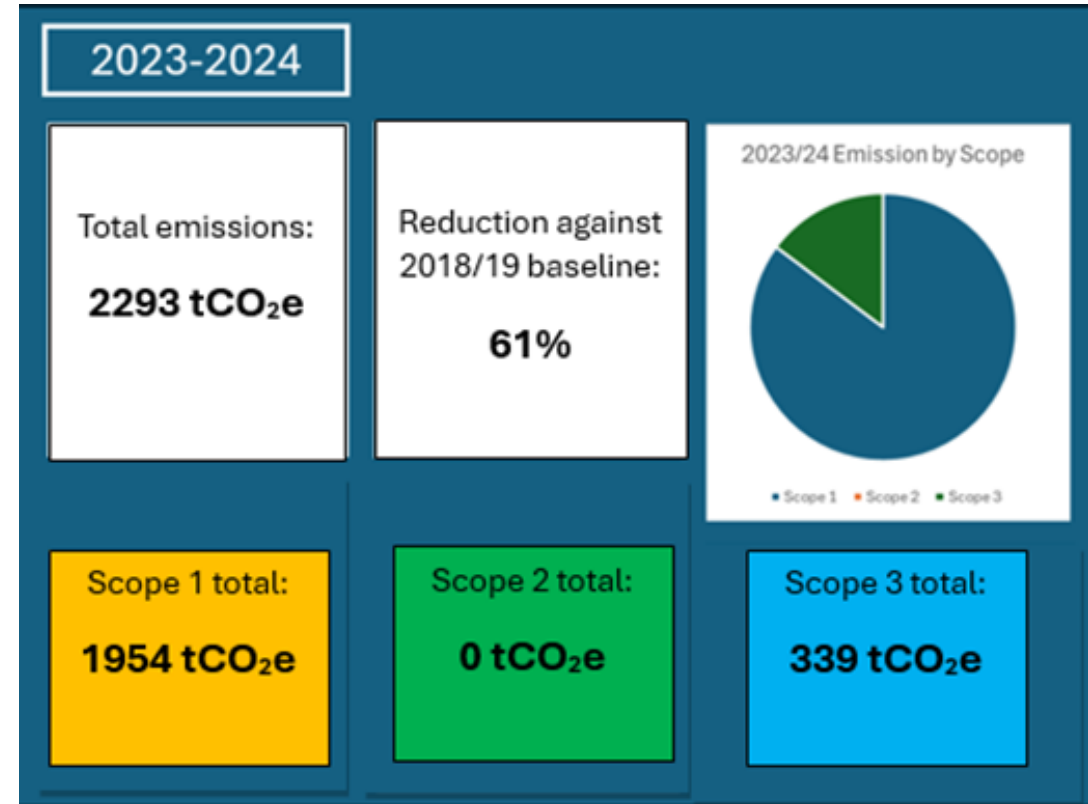 2023-2024
Total emissions:
2293 tCO₂e
Reduction against
2018/19 baseline:
61%
2023/24 Emission by Scope
Scope 1 Scope 2 Scope 3
Scope 1 total:
1954 tCO₂e
Scope 2 total:
0 tCO₂e
Scope 3 total:
339 tCO₂e